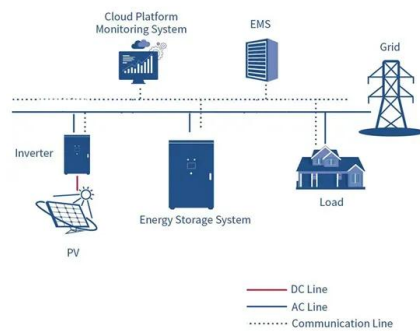 Cloud Platform
Monitoring System
EMS
Grid
Inverter
Energy Storage System
Load
PV
DC Line
AC Line
Communication Line